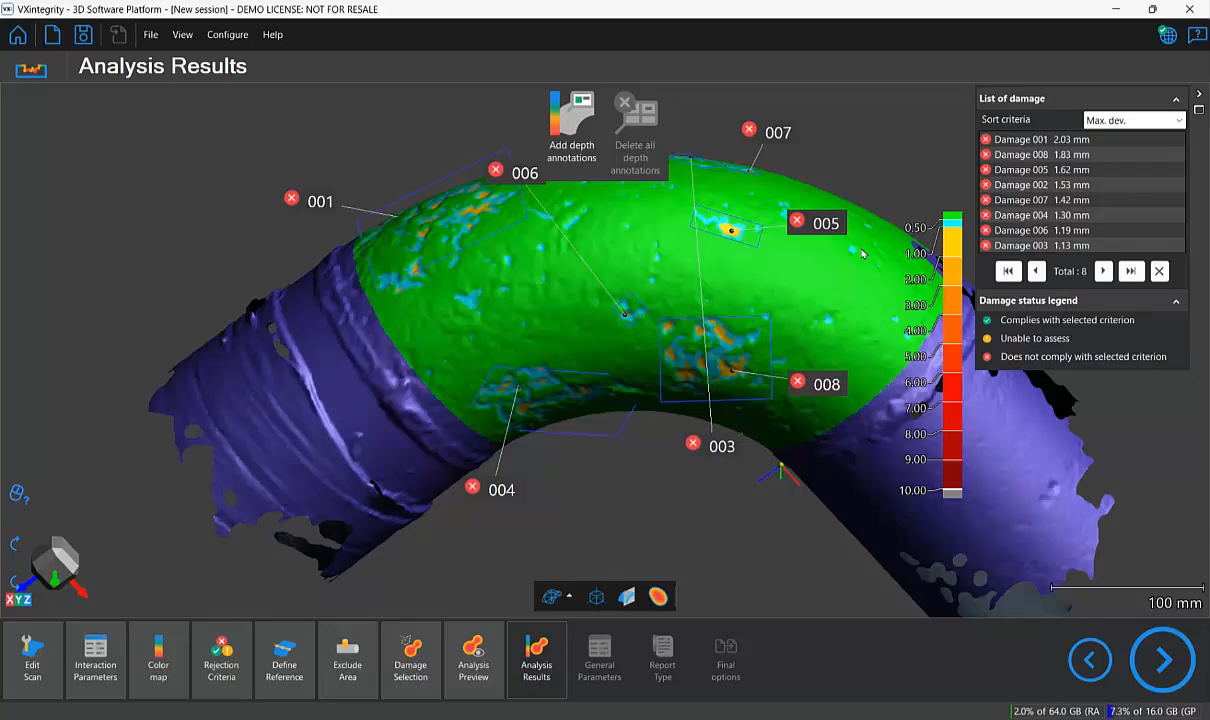 VXintegrity - 3D Software Platform - [New session] - DEMO LICENSE: NOT FOR RESALE
File View Configure Help
Analysis Results
Add depth
annotations
Delete all
depth
annotations
001
006
007
005
008
003
004
0.50
1.00
2.00
3.00
4.00
5.00
6.00
7.00
8.00
9.00
10.00
List of damage
Sort criteria Max. dev.
Damage 001 2.03 mm
Damage 008 1.83 mm
Damage 005 1.62 mm
Damage 002 1.53 mm
Damage 007 1.42 mm
Damage 004 1.30 mm
Damage 006 1.19 mm
Damage 003 1.13 mm
Total : 8
Damage status legend
Complies with selected criterion
Unable to assess
Does not comply with selected criterion
XYZ
100 mm
Edit
Scan
Interaction
Parameters
Color
map
Rejection
Criteria
Define
Reference
Exclude
Area
Damage
Selection
Analysis
Preview
Analysis
Results
General
Parameters
Report
Type
Final
options
2.0% of 64.0 GB (RA 7.3% of 16.0 GB (GP